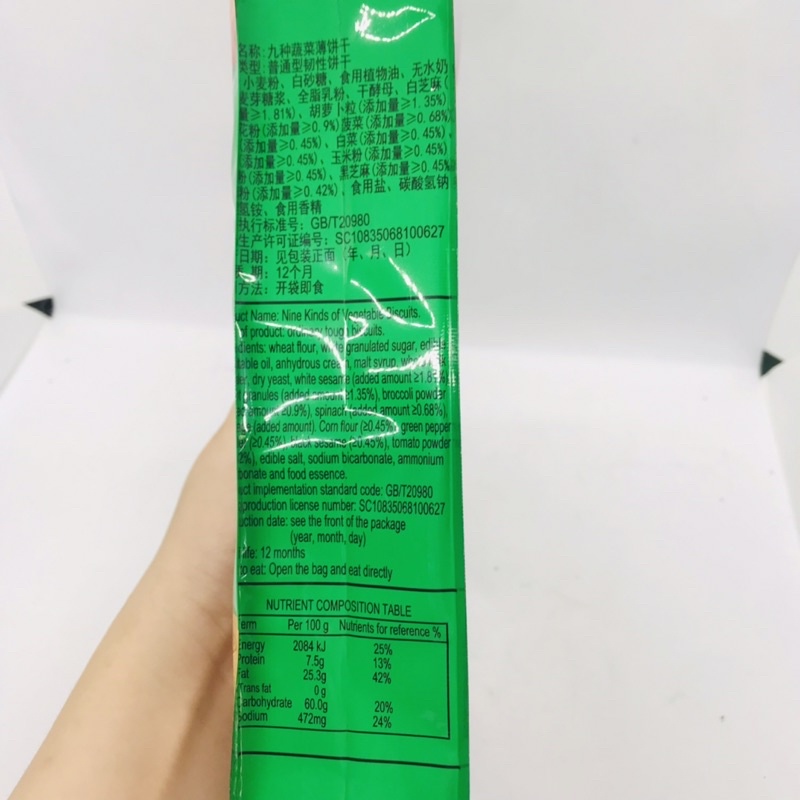 名称:九种蔬菜薄饼干
类型:普通型韧性饼干
小麦粉、白砂糖、食用植物油、无水奶
麦芽糖浆、全脂乳粉、干酵母、白芝麻(
量≥1.81%)、胡萝卜粒(添加量≥1.35%)
花粉(添加量≥0.9%)菠菜(添加量≥0.68%)
添加量≥0.45%)、白菜(添加量≥0.45%)、
添加量≥0.45%)、玉米粉(添加量≥0.45%)
粉(添加量≥0.45%)、黑芝麻(添加量≥0.45%
粉(添加量≥0.42%)、食用盐、碳酸氢钠
氢铵、食用香精
执行标准号: GB/T20980
生产许可证编号: SC10835068100627
日期: 见包装正面 (年、月、日)
期: 12个月
方法: 开袋即食
uct Name: Nine Kinds of Vegetable Biscuits.
of product: ordinary tough biscuits.
dients: wheat flour, white granulated sugar, edible
table oil, anhydrous cream, malt syrup,
dry yeast, white sesame (added amount ≥1.8
granules (added amount ≥1.35%), broccoli powder
≥0.9%), spinach (added amount ≥0.68%),
(added amount). Corn flour (≥0.45%), green pepper
(≥0.45%), black sesame (≥0.45%), tomato powder
2%), edible salt, sodium bicarbonate, ammonium
bonate and food essence.
uct implementation standard code: GB/T20980
production license number: SC10835068100627
uction date: see the front of the package
(year, month, day)
life: 12 months
to eat: Open the bag and eat directly
NUTRIENT COMPOSITION TABLE
erm Per 100 g Nutrients for reference %
Energy 2084 kJ 25%
Protein 7.5g 13%
Fat 25.3g 42%
Trans fat 0 g
Carbohydrate 60.0g 20%
Sodium 472mg 24%